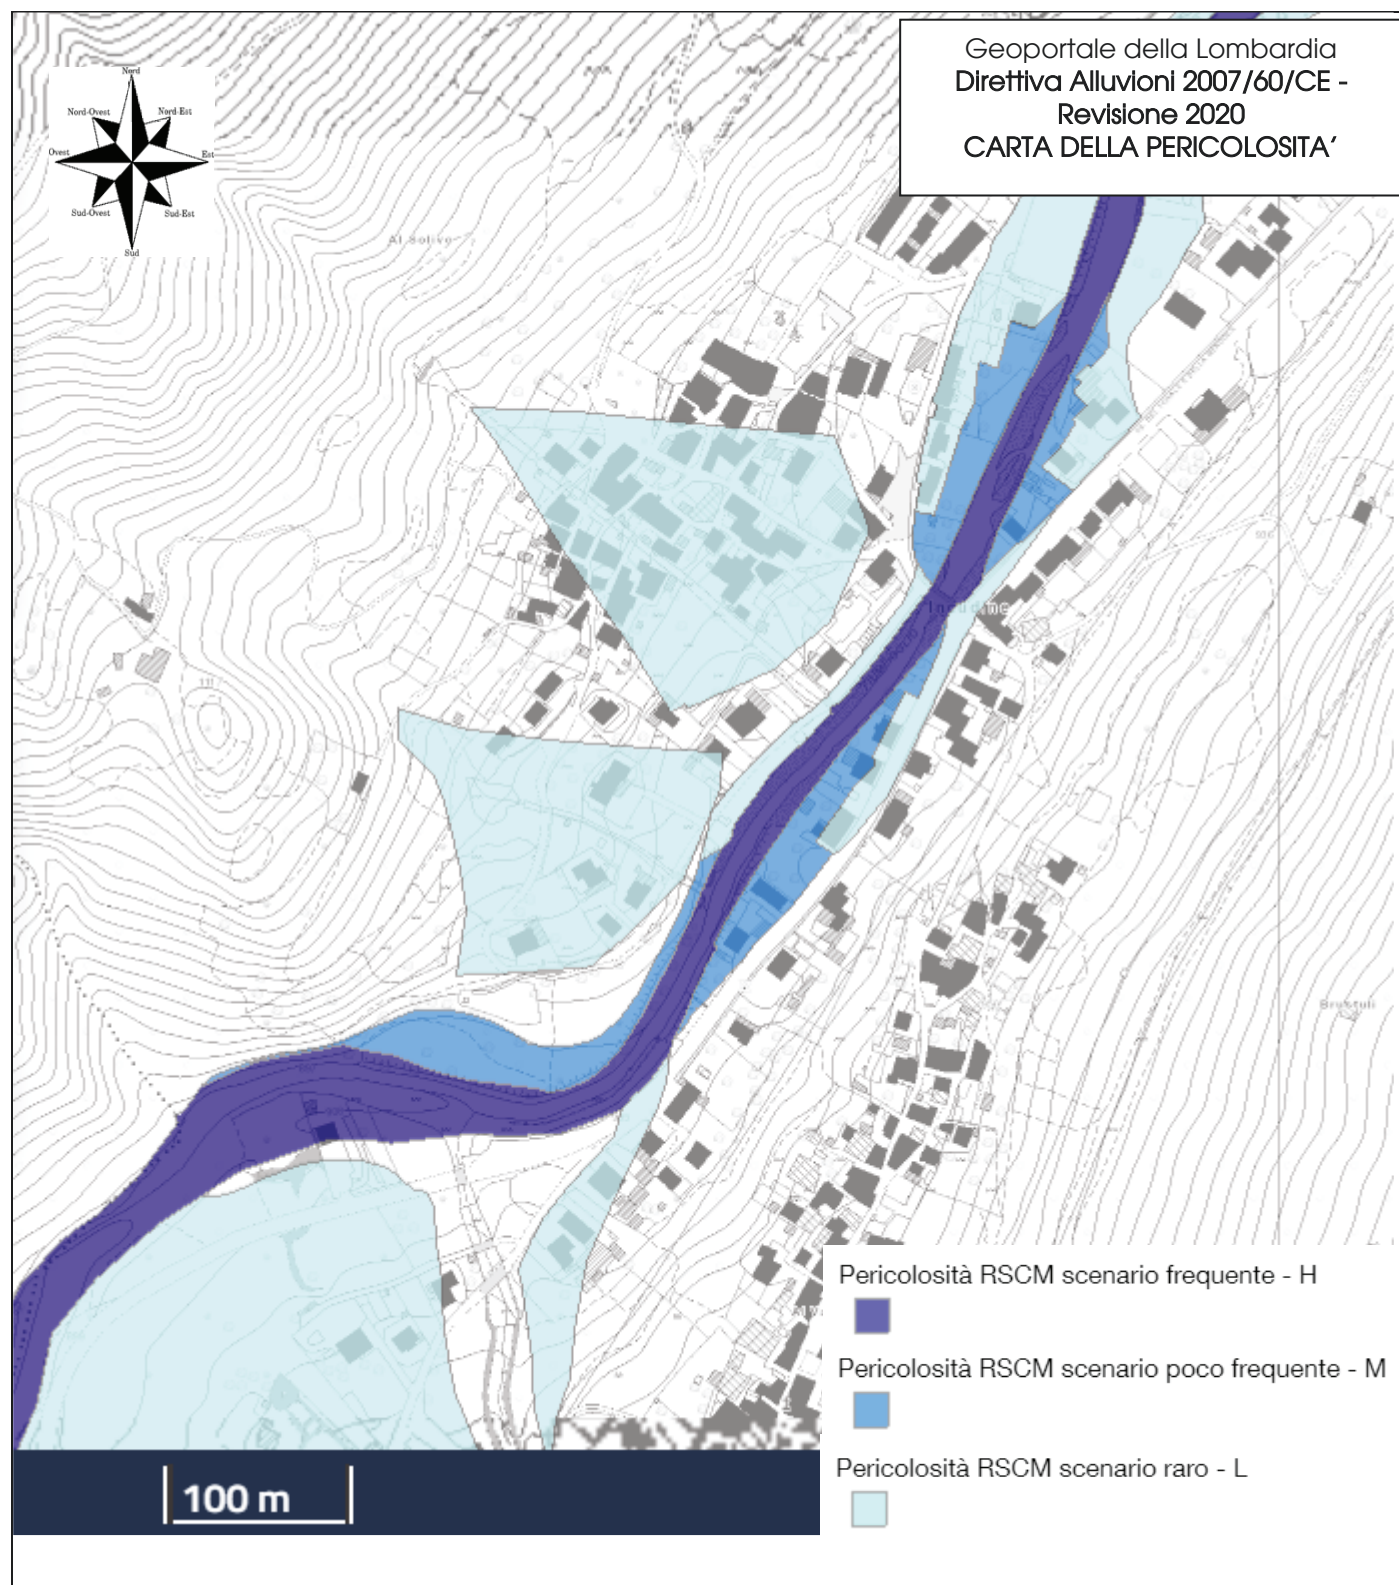 Geoportale della Lombardia
Direttiva Alluvioni 2007/60/CE -
Revisione 2020
CARTA DELLA PERICOLOSITA’
Nord
Nord-Ovest
Nord-Est
Ovest
Est
Sud-Ovest
Sud-Est
Sud
Al Solivo
Incudine
Pericolosità RSCM scenario frequente - H
Pericolosità RSCM scenario poco frequente - M
Pericolosità RSCM scenario raro - L
100 m